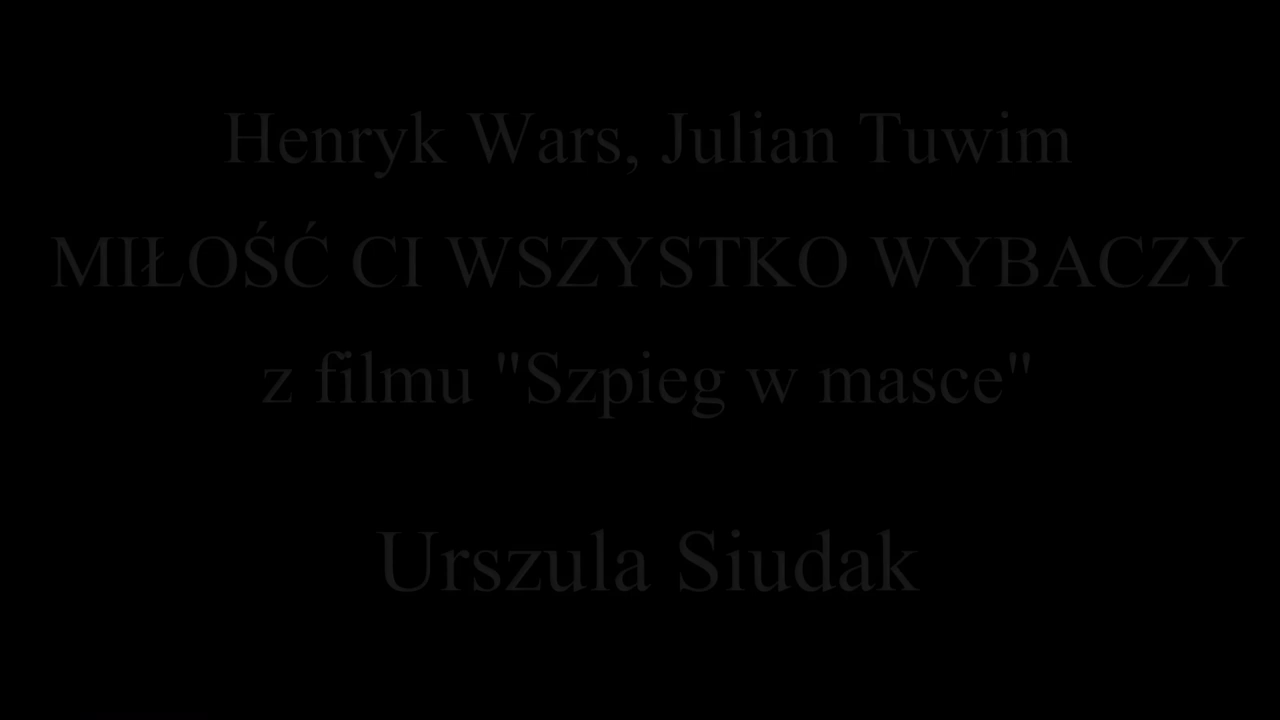 Henryk Wars, Julian Tuwim
MIŁOŚĆ CI WSZYSTKO WYBACZY
z filmu "Szpieg w masce"
Urszula Siudak